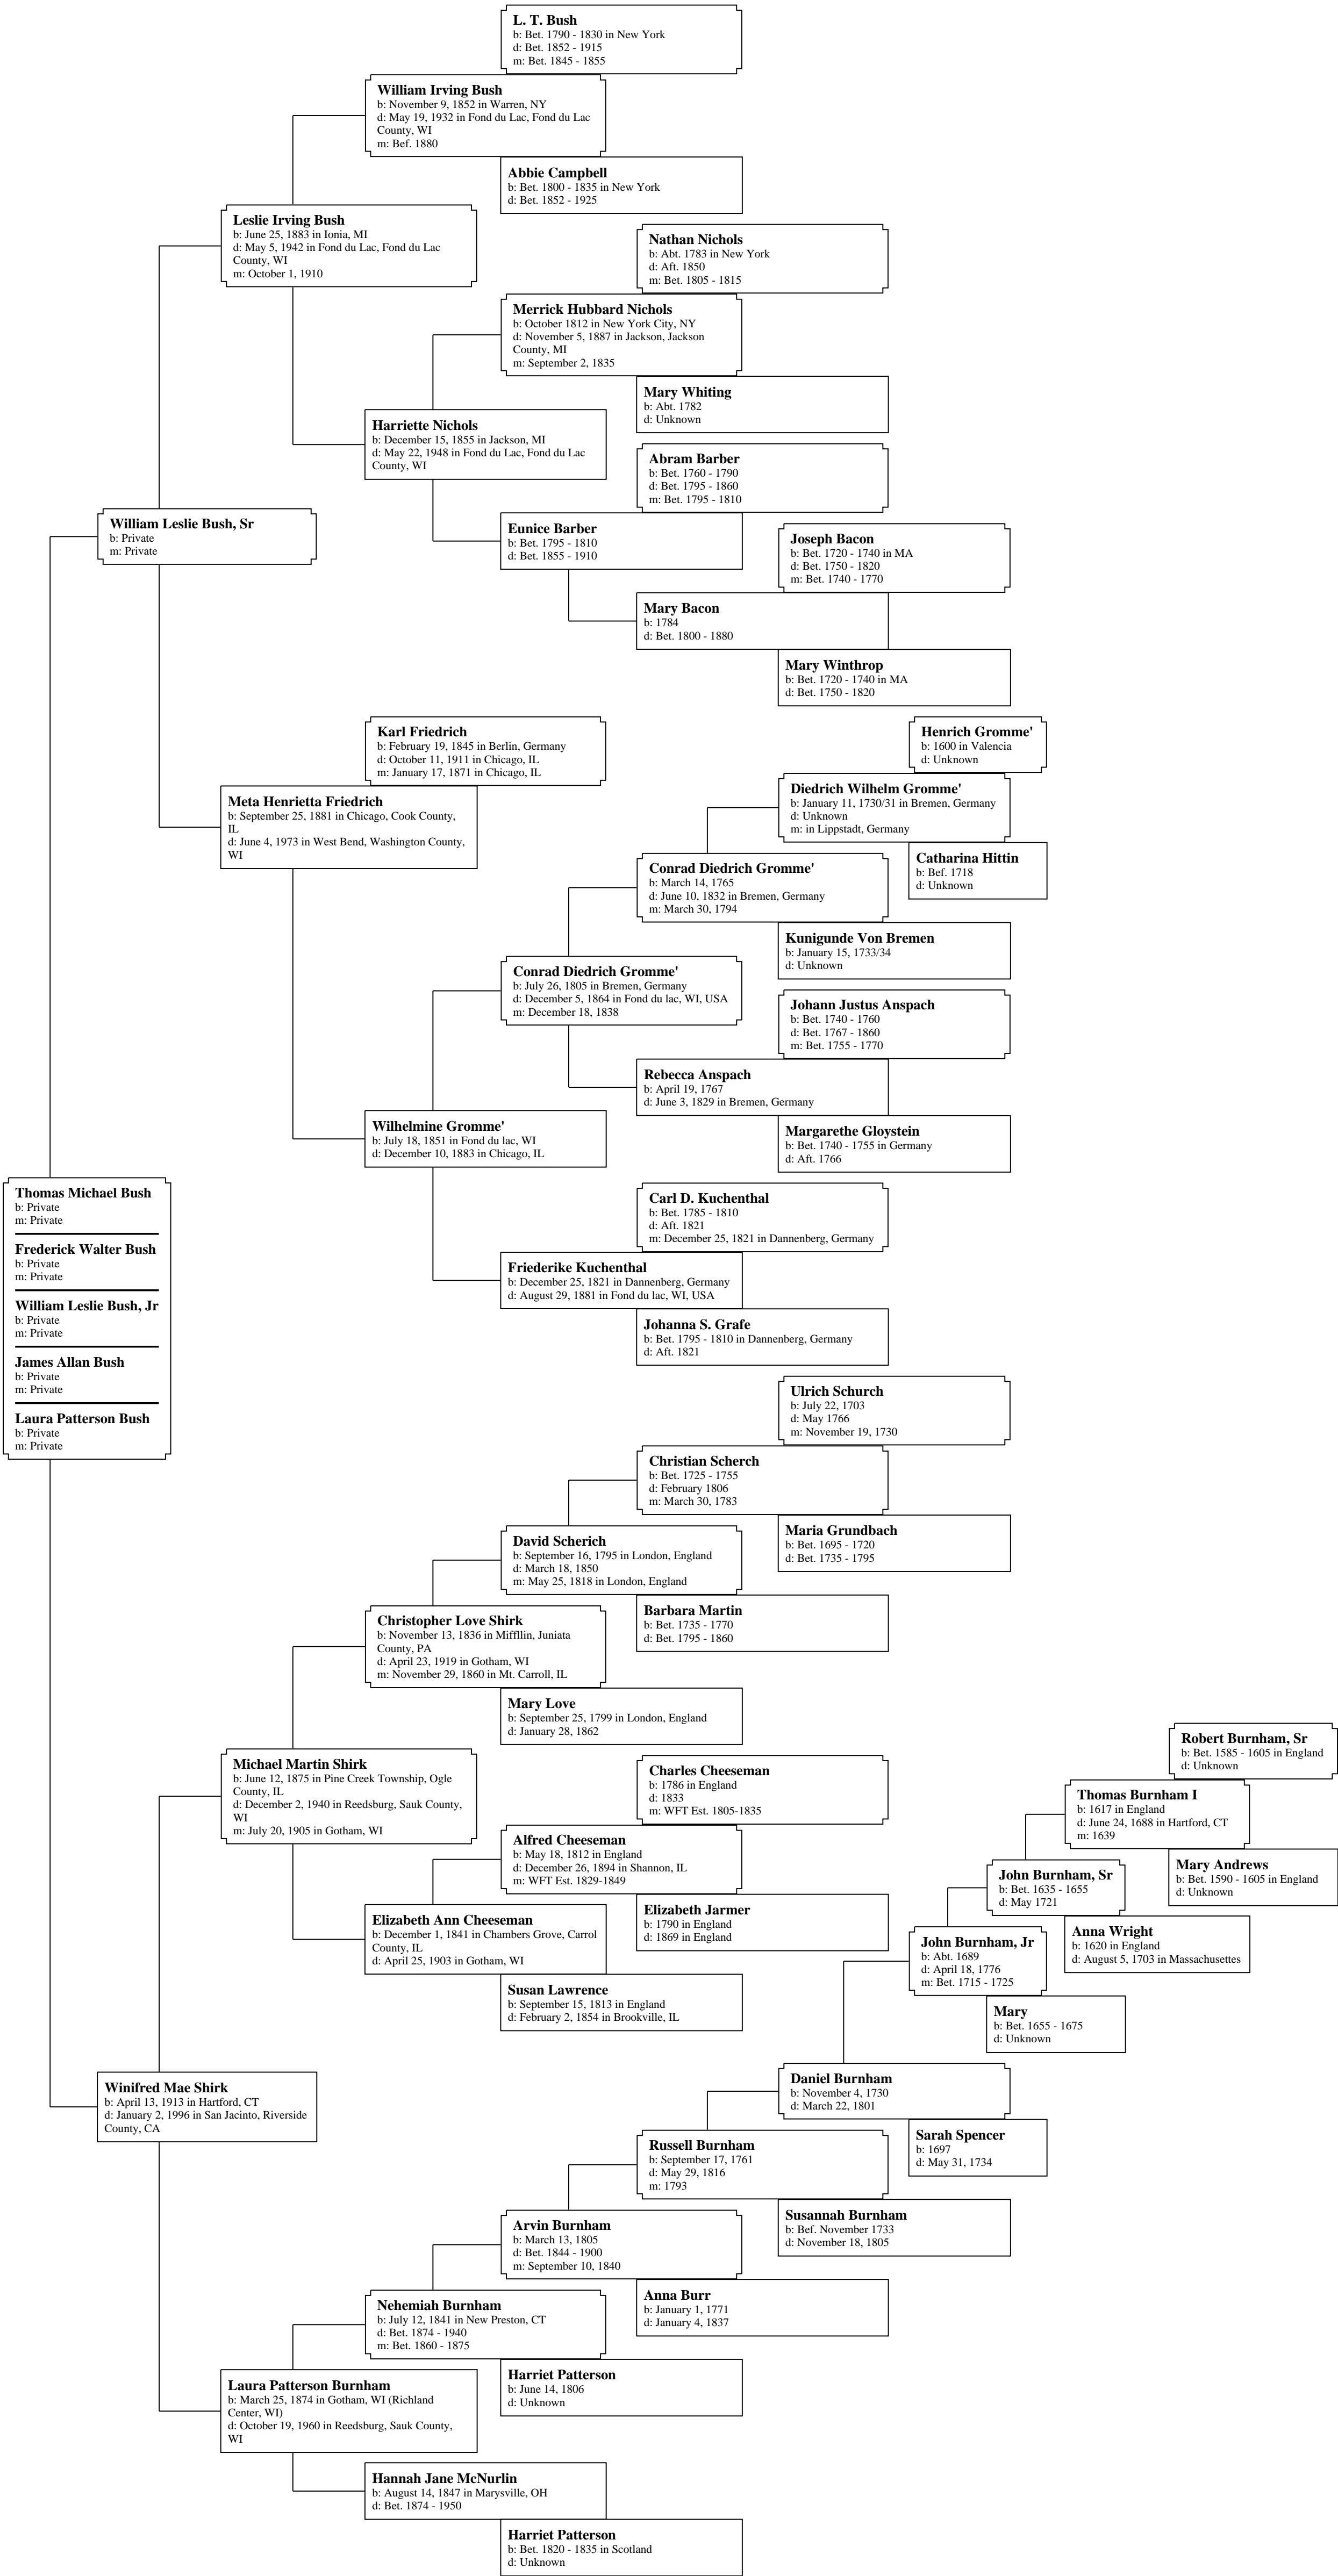 L. T. Bush
b: Bet. 1790 - 1830 in New York
d: Bet. 1852 - 1915
m: Bet. 1845 - 1855
William Irving Bush
b: November 9, 1852 in Warren, NY
d: May 19, 1932 in Fond du Lac, Fond du Lac
County, WI
m: Bef. 1880
Abbie Campbell
b: Bet. 1800 - 1835 in New York
d: Bet. 1852 - 1925
Leslie Irving Bush
b: June 25, 1883 in Ionia, MI
d: May 5, 1942 in Fond du Lac, Fond du Lac
County, WI
m: October 1, 1910
Nathan Nichols
b: Abt. 1783 in New York
d: Aft. 1850
m: Bet. 1805 - 1815
Merrick Hubbard Nichols
b: October 1812 in New York City, NY
d: November 5, 1887 in Jackson, Jackson
County, MI
m: September 2, 1835
Mary Whiting
b: Abt. 1782
d: Unknown
Harriette Nichols
b: December 15, 1855 in Jackson, MI
d: May 22, 1948 in Fond du Lac, Fond du Lac
County, WI
Abram Barber
b: Bet. 1760 - 1790
d: Bet. 1795 - 1860
m: Bet. 1795 - 1810
Eunice Barber
b: Bet. 1795 - 1810
d: Bet. 1855 - 1910
Joseph Bacon
b: Bet. 1720 - 1740 in MA
d: Bet. 1750 - 1820
m: Bet. 1740 - 1770
Mary Bacon
b: 1784
d: Bet. 1800 - 1880
Mary Winthrop
b: Bet. 1720 - 1740 in MA
d: Bet. 1750 - 1820
William Leslie Bush, Sr
b: Private
m: Private
Karl Friedrich
b: February 19, 1845 in Berlin, Germany
d: October 11, 1911 in Chicago, IL
m: January 17, 1871 in Chicago, IL
Meta Henrietta Friedrich
b: September 25, 1881 in Chicago, Cook County,
IL
d: June 4, 1973 in West Bend, Washington County,
WI
Henrich Gromme'
b: 1600 in Valencia
d: Unknown
Diedrich Wilhelm Gromme'
b: January 11, 1730/31 in Bremen, Germany
d: Unknown
m: in Lippstadt, Germany
Catharina Hittin
b: Bef. 1718
d: Unknown
Conrad Diedrich Gromme'
b: March 14, 1765
d: June 10, 1832 in Bremen, Germany
m: March 30, 1794
Kunigunde Von Bremen
b: January 15, 1733/34
d: Unknown
Conrad Diedrich Gromme'
b: July 26, 1805 in Bremen, Germany
d: December 5, 1864 in Fond du lac, WI, USA
m: December 18, 1838
Johann Justus Anspach
b: Bet. 1740 - 1760
d: Bet. 1767 - 1860
m: Bet. 1755 - 1770
Rebecca Anspach
b: April 19, 1767
d: June 3, 1829 in Bremen, Germany
Margarethe Gloystein
b: Bet. 1740 - 1755 in Germany
d: Aft. 1766
Wilhelmine Gromme'
b: July 18, 1851 in Fond du lac, WI
d: December 10, 1883 in Chicago, IL
Carl D. Kuchenthal
b: Bet. 1785 - 1810
d: Aft. 1821
m: December 25, 1821 in Dannenberg, Germany
Friederike Kuchenthal
b: December 25, 1821 in Dannenberg, Germany
d: August 29, 1881 in Fond du lac, WI, USA
Johanna S. Grafe
b: Bet. 1795 - 1810 in Dannenberg, Germany
d: Aft. 1821
Thomas Michael Bush
b: Private
m: Private
Frederick Walter Bush
b: Private
m: Private
William Leslie Bush, Jr
b: Private
m: Private
James Allan Bush
b: Private
m: Private
Laura Patterson Bush
b: Private
m: Private
Ulrich Schurch
b: July 22, 1703
d: May 1766
m: November 19, 1730
Christian Scherch
b: Bet. 1725 - 1755
d: February 1806
m: March 30, 1783
Maria Grundbach
b: Bet. 1695 - 1720
d: Bet. 1735 - 1795
David Scherich
b: September 16, 1795 in London, England
d: March 18, 1850
m: May 25, 1818 in London, England
Barbara Martin
b: Bet. 1735 - 1770
d: Bet. 1795 - 1860
Christopher Love Shirk
b: November 13, 1836 in Miffllin, Juniata
County, PA
d: April 23, 1919 in Gotham, WI
m: November 29, 1860 in Mt. Carroll, IL
Mary Love
b: September 25, 1799 in London, England
d: January 28, 1862
Michael Martin Shirk
b: June 12, 1875 in Pine Creek Township, Ogle
County, IL
d: December 2, 1940 in Reedsburg, Sauk County,
WI
m: July 20, 1905 in Gotham, WI
Charles Cheeseman
b: 1786 in England
d: 1833
m: WFT Est. 1805-1835
Alfred Cheeseman
b: May 18, 1812 in England
d: December 26, 1894 in Shannon, IL
m: WFT Est. 1829-1849
Elizabeth Jarmer
b: 1790 in England
d: 1869 in England
Elizabeth Ann Cheeseman
b: December 1, 1841 in Chambers Grove, Carrol
County, IL
d: April 25, 1903 in Gotham, WI
Susan Lawrence
b: September 15, 1813 in England
d: February 2, 1854 in Brookville, IL
Winifred Mae Shirk
b: April 13, 1913 in Hartford, CT
d: January 2, 1996 in San Jacinto, Riverside
County, CA
Robert Burnham, Sr
b: Bet. 1585 - 1605 in England
d: Unknown
Thomas Burnham I
b: 1617 in England
d: June 24, 1688 in Hartford, CT
m: 1639
Mary Andrews
b: Bet. 1590 - 1605 in England
d: Unknown
John Burnham, Sr
b: Bet. 1635 - 1655
d: May 1721
Anna Wright
b: 1620 in England
d: August 5, 1703 in Massachusettes
John Burnham, Jr
b: Abt. 1689
d: April 18, 1776
m: Bet. 1715 - 1725
Mary
b: Bet. 1655 - 1675
d: Unknown
Daniel Burnham
b: November 4, 1730
d: March 22, 1801
Sarah Spencer
b: 1697
d: May 31, 1734
Russell Burnham
b: September 17, 1761
d: May 29, 1816
m: 1793
Susannah Burnham
b: Bef. November 1733
d: November 18, 1805
Arvin Burnham
b: March 13, 1805
d: Bet. 1844 - 1900
m: September 10, 1840
Anna Burr
b: January 1, 1771
d: January 4, 1837
Nehemiah Burnham
b: July 12, 1841 in New Preston, CT
d: Bet. 1874 - 1940
m: Bet. 1860 - 1875
Harriet Patterson
b: June 14, 1806
d: Unknown
Laura Patterson Burnham
b: March 25, 1874 in Gotham, WI (Richland
Center, WI)
d: October 19, 1960 in Reedsburg, Sauk County,
WI
Hannah Jane McNurlin
b: August 14, 1847 in Marysville, OH
d: Bet. 1874 - 1950
Harriet Patterson
b: Bet. 1820 - 1835 in Scotland
d: Unknown